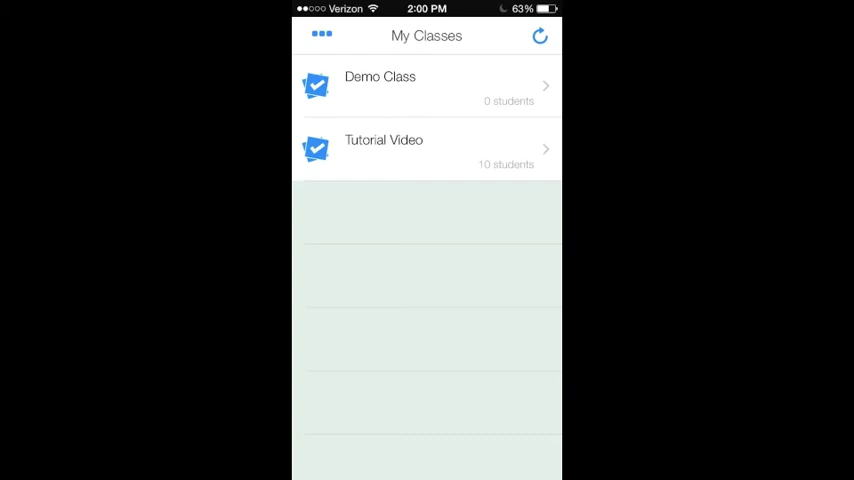 Verizon 2:00 PM 63%
My Classes
Demo Class
0 students
Tutorial Video
10 students